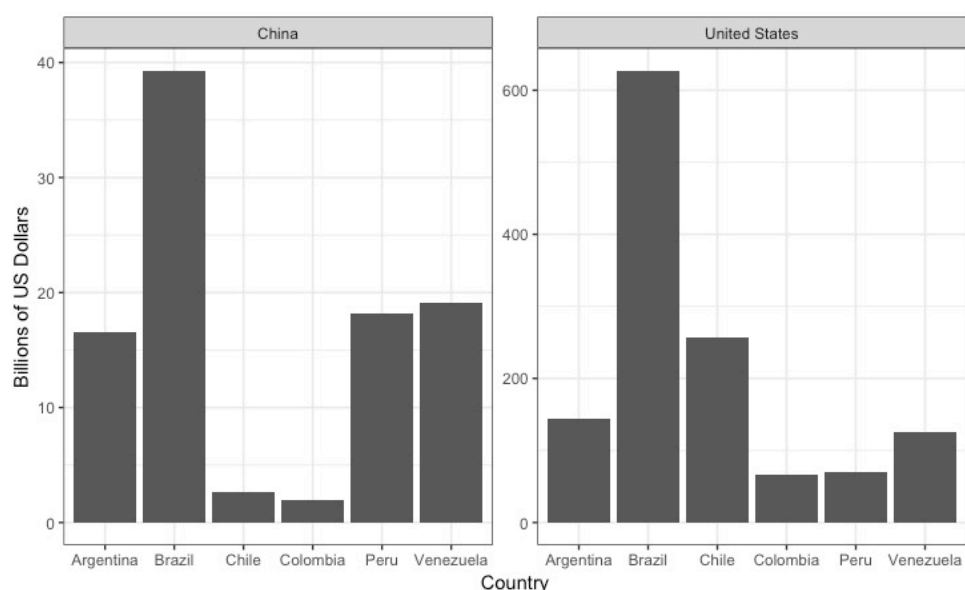 China
United States
Billions of US Dollars
40
30
20
10
0
600
400
200
0
Argentina Brazil Chile Colombia Peru Venezuela
Argentina Brazil Chile Colombia Peru Venezuela
Country